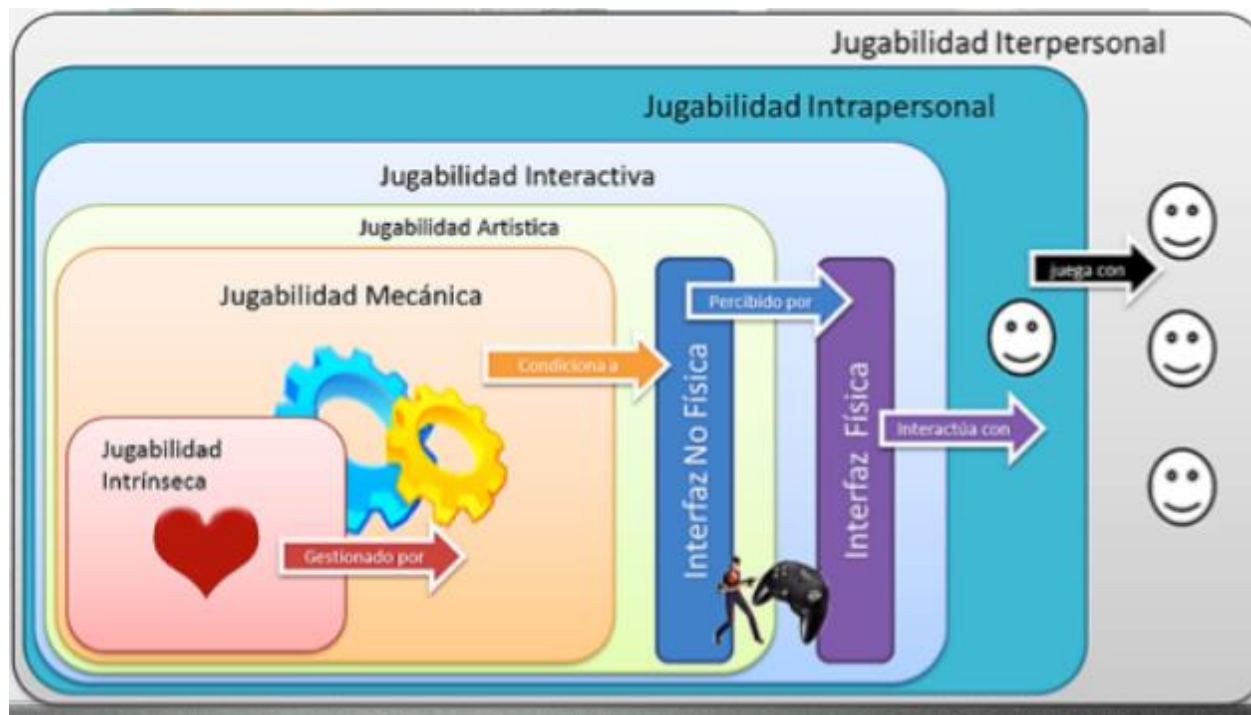 Jugabilidad Iterpersonal
Jugabilidad Intrapersonal
Jugabilidad Interactiva
Jugabilidad Artistica
Jugabilidad Mecánica
Jugabilidad
Intrínseca
Gestionado por
Condiciona a
Interfaz No Física
Percibido por
Interfaz Física
Interactúa con
juega con